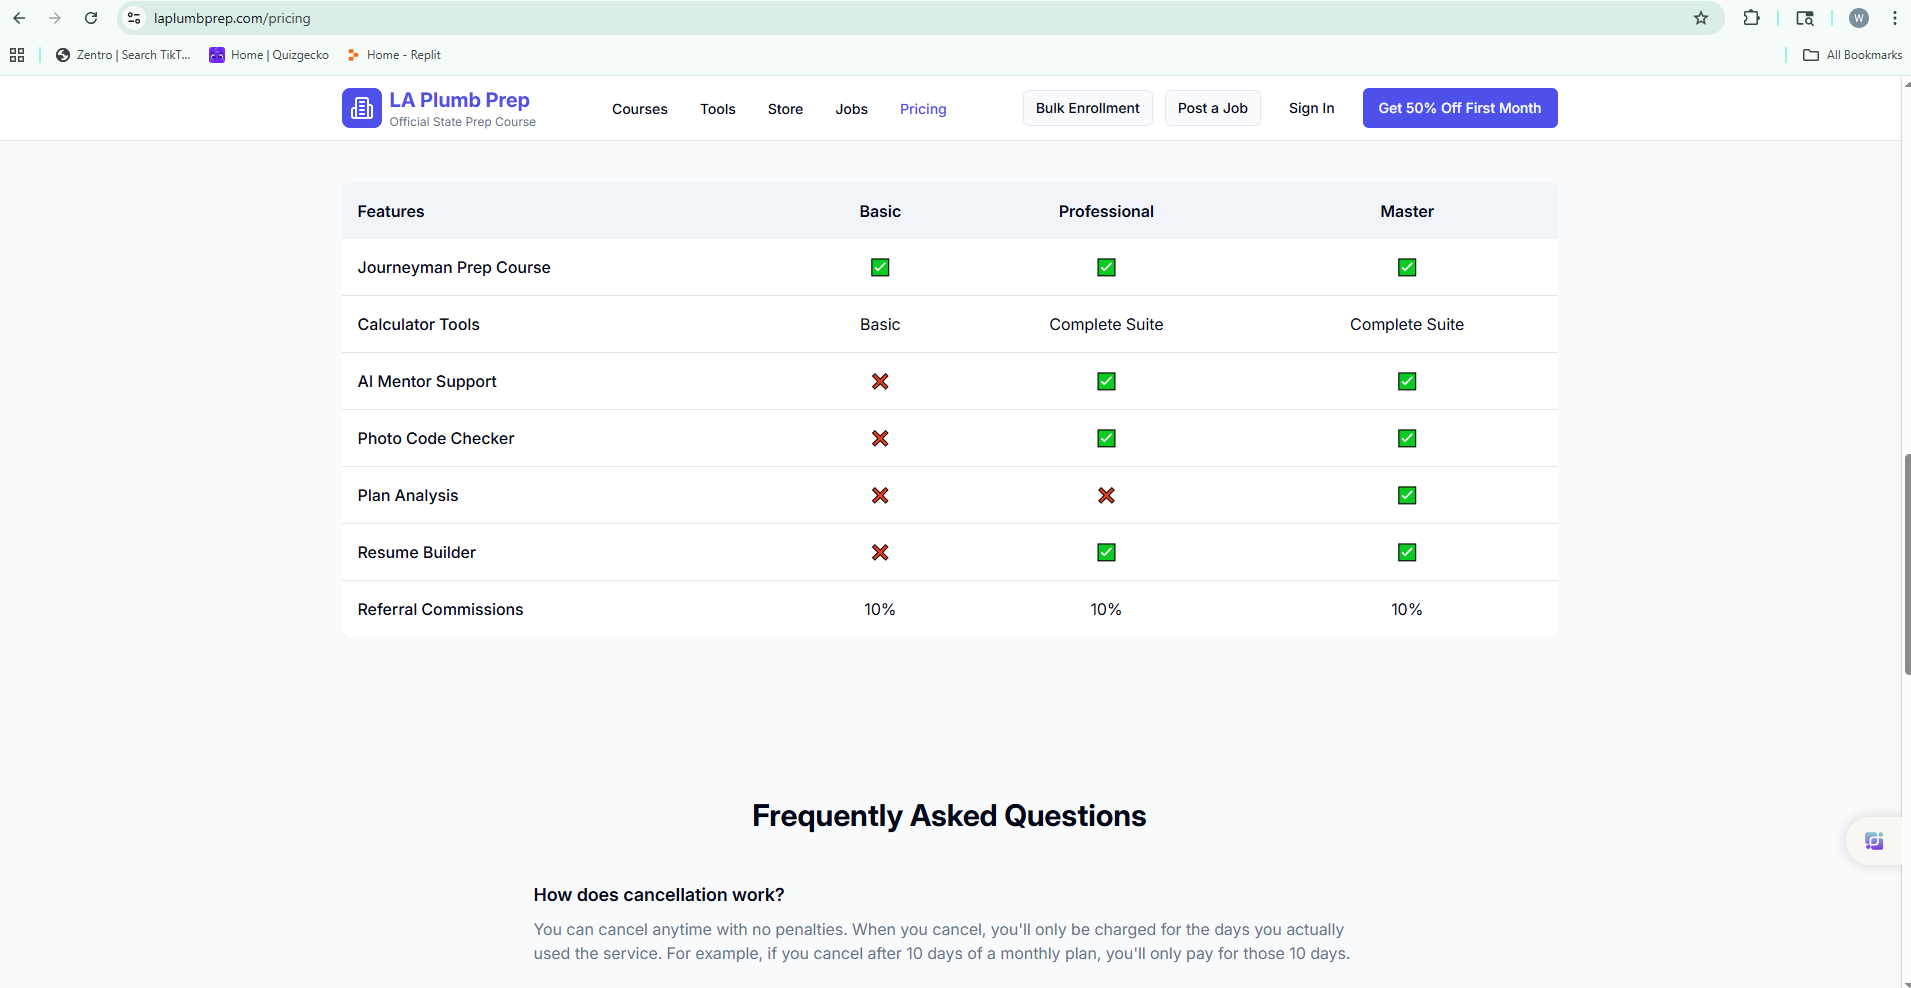 laplumbprep.com/pricing
W
Zentro | Search TikT...
Home | Quizgecko
Home - Replit
All Bookmarks
LA Plumb Prep
Official State Prep Course
Courses
Tools
Store
Jobs
Pricing
Bulk Enrollment
Post a Job
Sign In
Get 50% Off First Month
Features Basic Professional Master
Journeyman Prep Course ✅ ✅ ✅
Calculator Tools Basic Complete Suite Complete Suite
AI Mentor Support ❌ ✅ ✅
Photo Code Checker ❌ ✅ ✅
Plan Analysis ❌ ❌ ✅
Resume Builder ❌ ✅ ✅
Referral Commissions 10% 10% 10%
Frequently Asked Questions
How does cancellation work?
You can cancel anytime with no penalties. When you cancel, you'll only be charged for the days you actually
used the service. For example, if you cancel after 10 days of a monthly plan, you'll only pay for those 10 days.